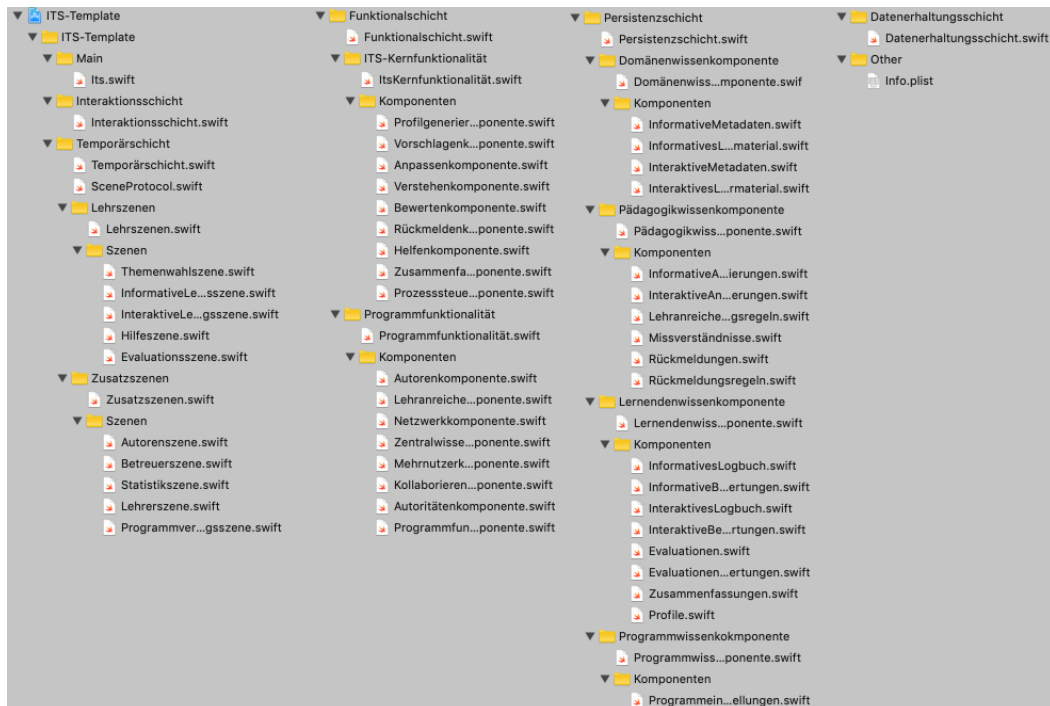 ITS-Template
ITS-Template
Main
Its.swift
Interaktionsschicht
Interaktionsschicht.swift
Temporärschicht
Temporärschicht.swift
SceneProtocol.swift
Lehrszenen
Lehrszenen.swift
Szenen
Themenwahlszene.swift
InformativeLe...sszene.swift
InteraktiveLe...gsszene.swift
Hilfeszene.swift
Evaluationsszene.swift
Zusatzszenen
Zusatzszenen.swift
Szenen
Autorenszene.swift
Betreuerszene.swift
Statistikszene.swift
Lehrerszene.swift
Programmver...gsszene.swift
Funktionalschicht
Funktionalschicht.swift
ITS-Kernfunktionalität
ItsKernfunktionalität.swift
Komponenten
Profilgenerier...ponente.swift
Vorschlagenk...ponente.swift
Anpassenkomponente.swift
Verstehenkomponente.swift
Bewertenkomponente.swift
Rückmeldenk...ponente.swift
Helfenkomponente.swift
Zusammenfa...ponente.swift
Prozesssteue...ponente.swift
Programmfunktionalität
Programmfunktionalität.swift
Komponenten
Autorenkomponente.swift
Lehranreiche...ponente.swift
Netzwerkkomponente.swift
Zentralwisse...ponente.swift
Mehrnutzerk...ponente.swift
Kollaborieren...ponente.swift
Autoritätenkomponente.swift
Programmfun...ponente.swift
Persistenzschicht
Persistenzschicht.swift
Domänenwissenkomponente
Domänenwiss...mponente.swif
Komponenten
InformativeMetadaten.swift
InformativesL...material.swift
InteraktiveMetadaten.swift
InteraktivesL...rmaterial.swift
Pädagogikwissenkomponente
Pädagogikwiss...ponente.swift
Komponenten
InformativeA...ierungen.swift
InteraktiveAn...erungen.swift
Lehranreiche...gsregeln.swift
Missverständnisse.swift
Rückmeldungen.swift
Rückmeldungsregeln.swift
Lernendenwissenkomponente
Lernendenwiss...ponente.swift
Komponenten
InformativesLogbuch.swift
InformativeB...ertungen.swift
InteraktivesLogbuch.swift
InteraktiveBe...rtungen.swift
Evaluationen.swift
Evaluationen...ertungen.swift
Zusammenfassungen.swift
Profile.swift
Programmwissenkokmponente
Programmwiss...ponente.swift
Komponenten
Programmein...ellungen.swift
Datenerhaltungsschicht
Datenerhaltungsschicht.swift
Other
Info.plist